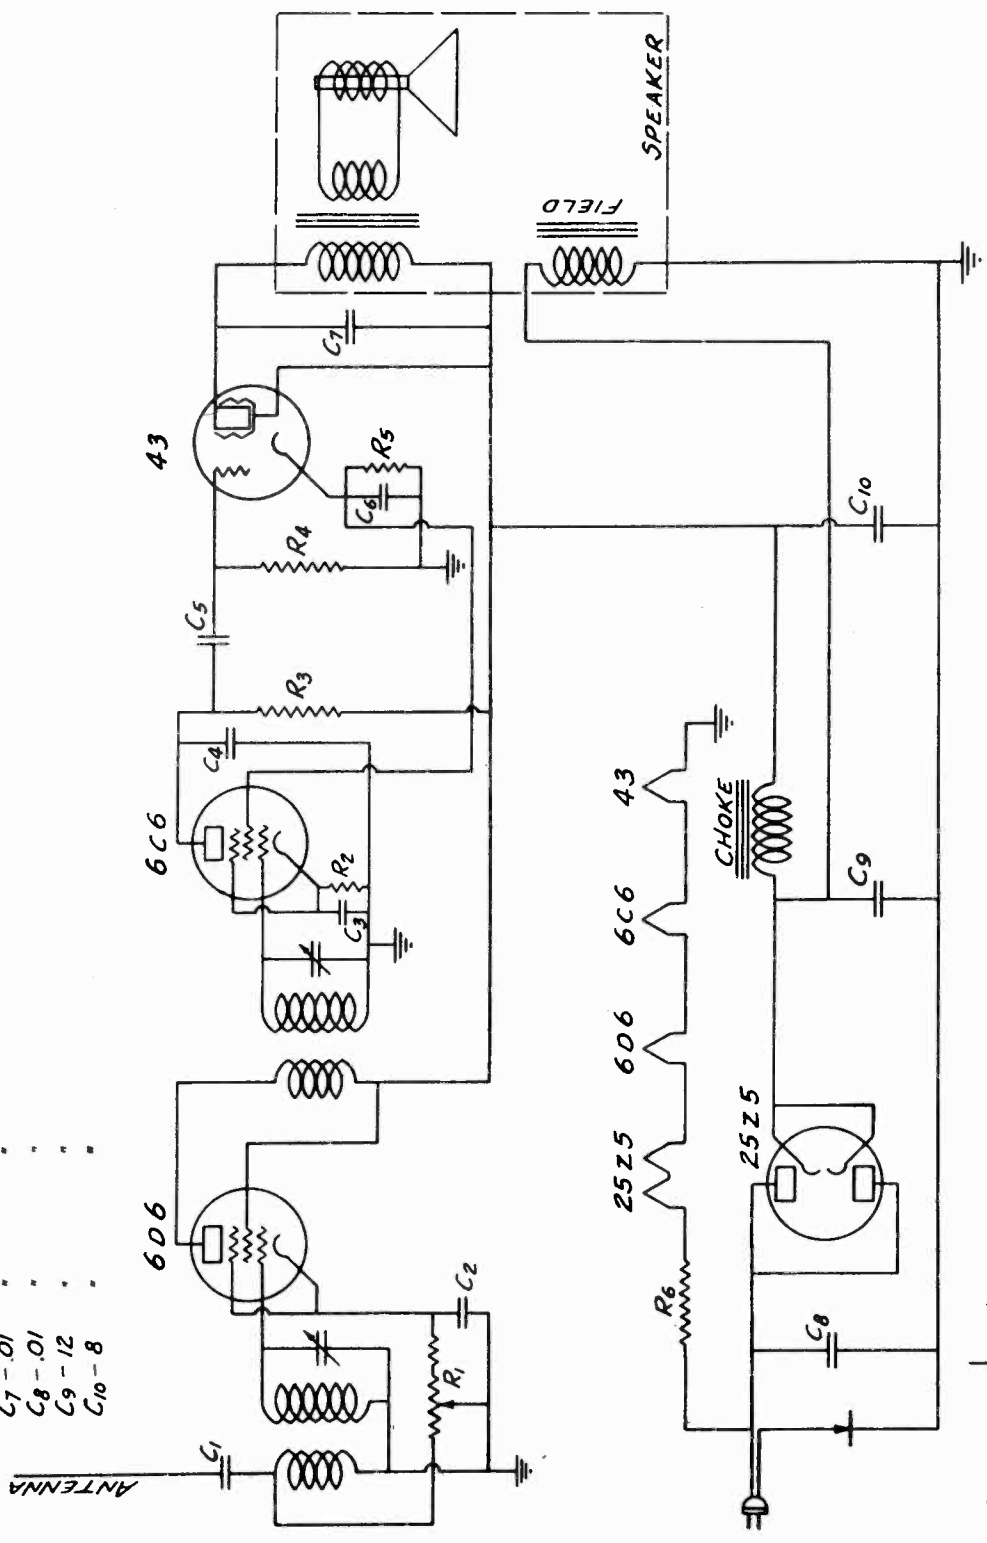 C7 - .01 " "
C8 - .01 " "
C9 - 12 " "
C10 - 8 " "
ANTENNA
C1
R1
C2
6D6
6C6
C3
R2
C4
R3
C5
R4
43
C6
R5
C7
SPEAKER
FIELD
R6
25Z5
6D6
6C6
43
C8
25Z5
CHOKE
C9
C10